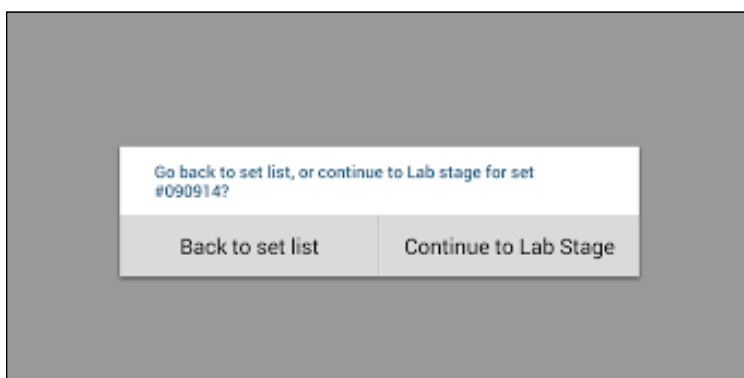 Go back to set list, or continue to Lab stage for set
#090914?
Back to set list
Continue to Lab Stage